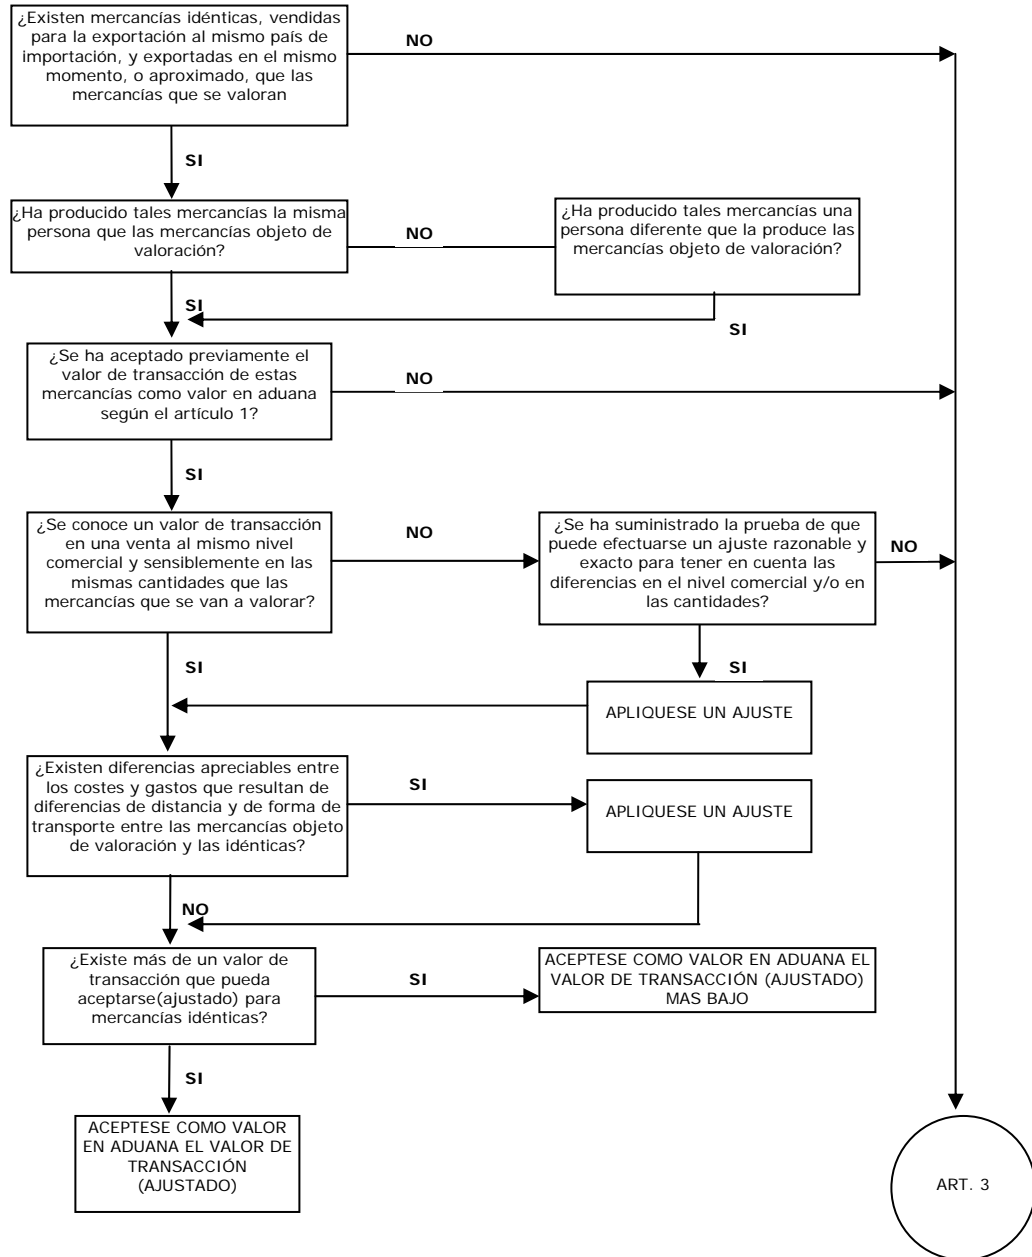 ¿Existen mercancías idénticas, vendidas
para la exportación al mismo país de
importación, y exportadas en el mismo
momento, o aproximado, que las
mercancías que se valoran
NO
SI
¿Ha producido tales mercancías la misma
persona que las mercancías objeto de
valoración?
NO
¿Ha producido tales mercancías una
persona diferente que la produce las
mercancías objeto de valoración?
SI
SI
¿Se ha aceptado previamente el
valor de transacción de estas
mercancías como valor en aduana
según el artículo 1?
NO
SI
¿Se conoce un valor de transacción
en una venta al mismo nivel
comercial y sensiblemente en las
mismas cantidades que las
mercancías que se van a valorar?
NO
¿Se ha suministrado la prueba de que
puede efectuarse un ajuste razonable y
exacto para tener en cuenta las
diferencias en el nivel comercial y/o en
las cantidades?
NO
SI
SI
APLIQUESE UN AJUSTE
¿Existen diferencias apreciables entre
los costes y gastos que resultan de
diferencias de distancia y de forma de
transporte entre las mercancías objeto
de valoración y las idénticas?
SI
APLIQUESE UN AJUSTE
NO
¿Existe más de un valor de
transacción que pueda
aceptarse(ajustado) para
mercancías idénticas?
SI
ACEPTESE COMO VALOR EN ADUANA EL
VALOR DE TRANSACCIÓN (AJUSTADO)
MAS BAJO
SI
ACEPTESE COMO VALOR
EN ADUANA EL VALOR DE
TRANSACCIÓN
(AJUSTADO)
ART. 3